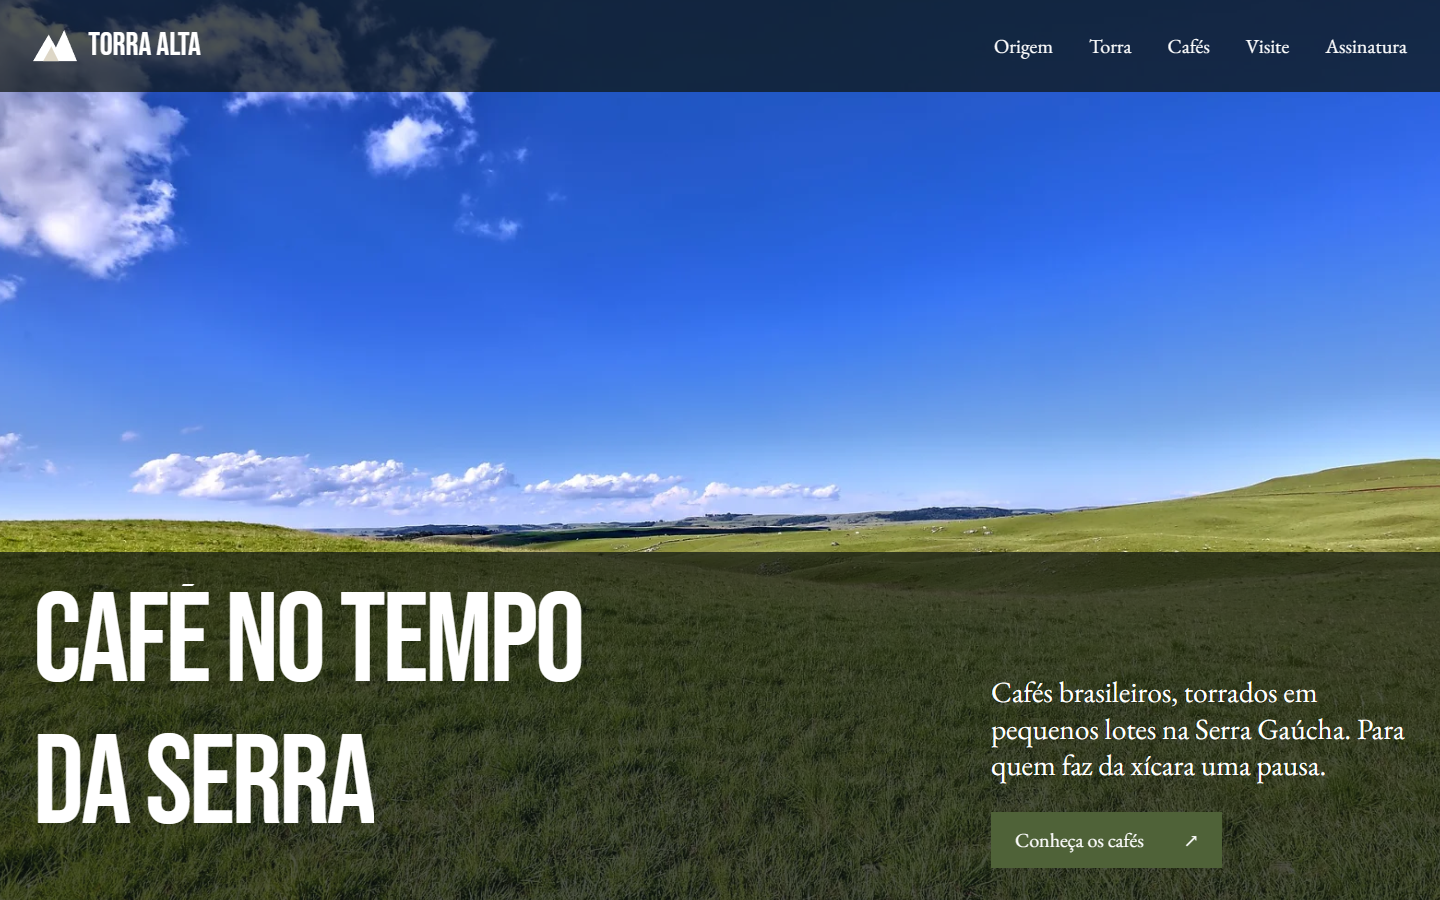 TORRA ALTA
Origem Torra Cafés Visite Assinatura
CAFÉ NO TEMPO
DA SERRA
Cafés brasileiros, torrados em
pequenos lotes na Serra Gaúcha. Para
quem faz da xícara uma pausa.
Conheça os cafés ↗